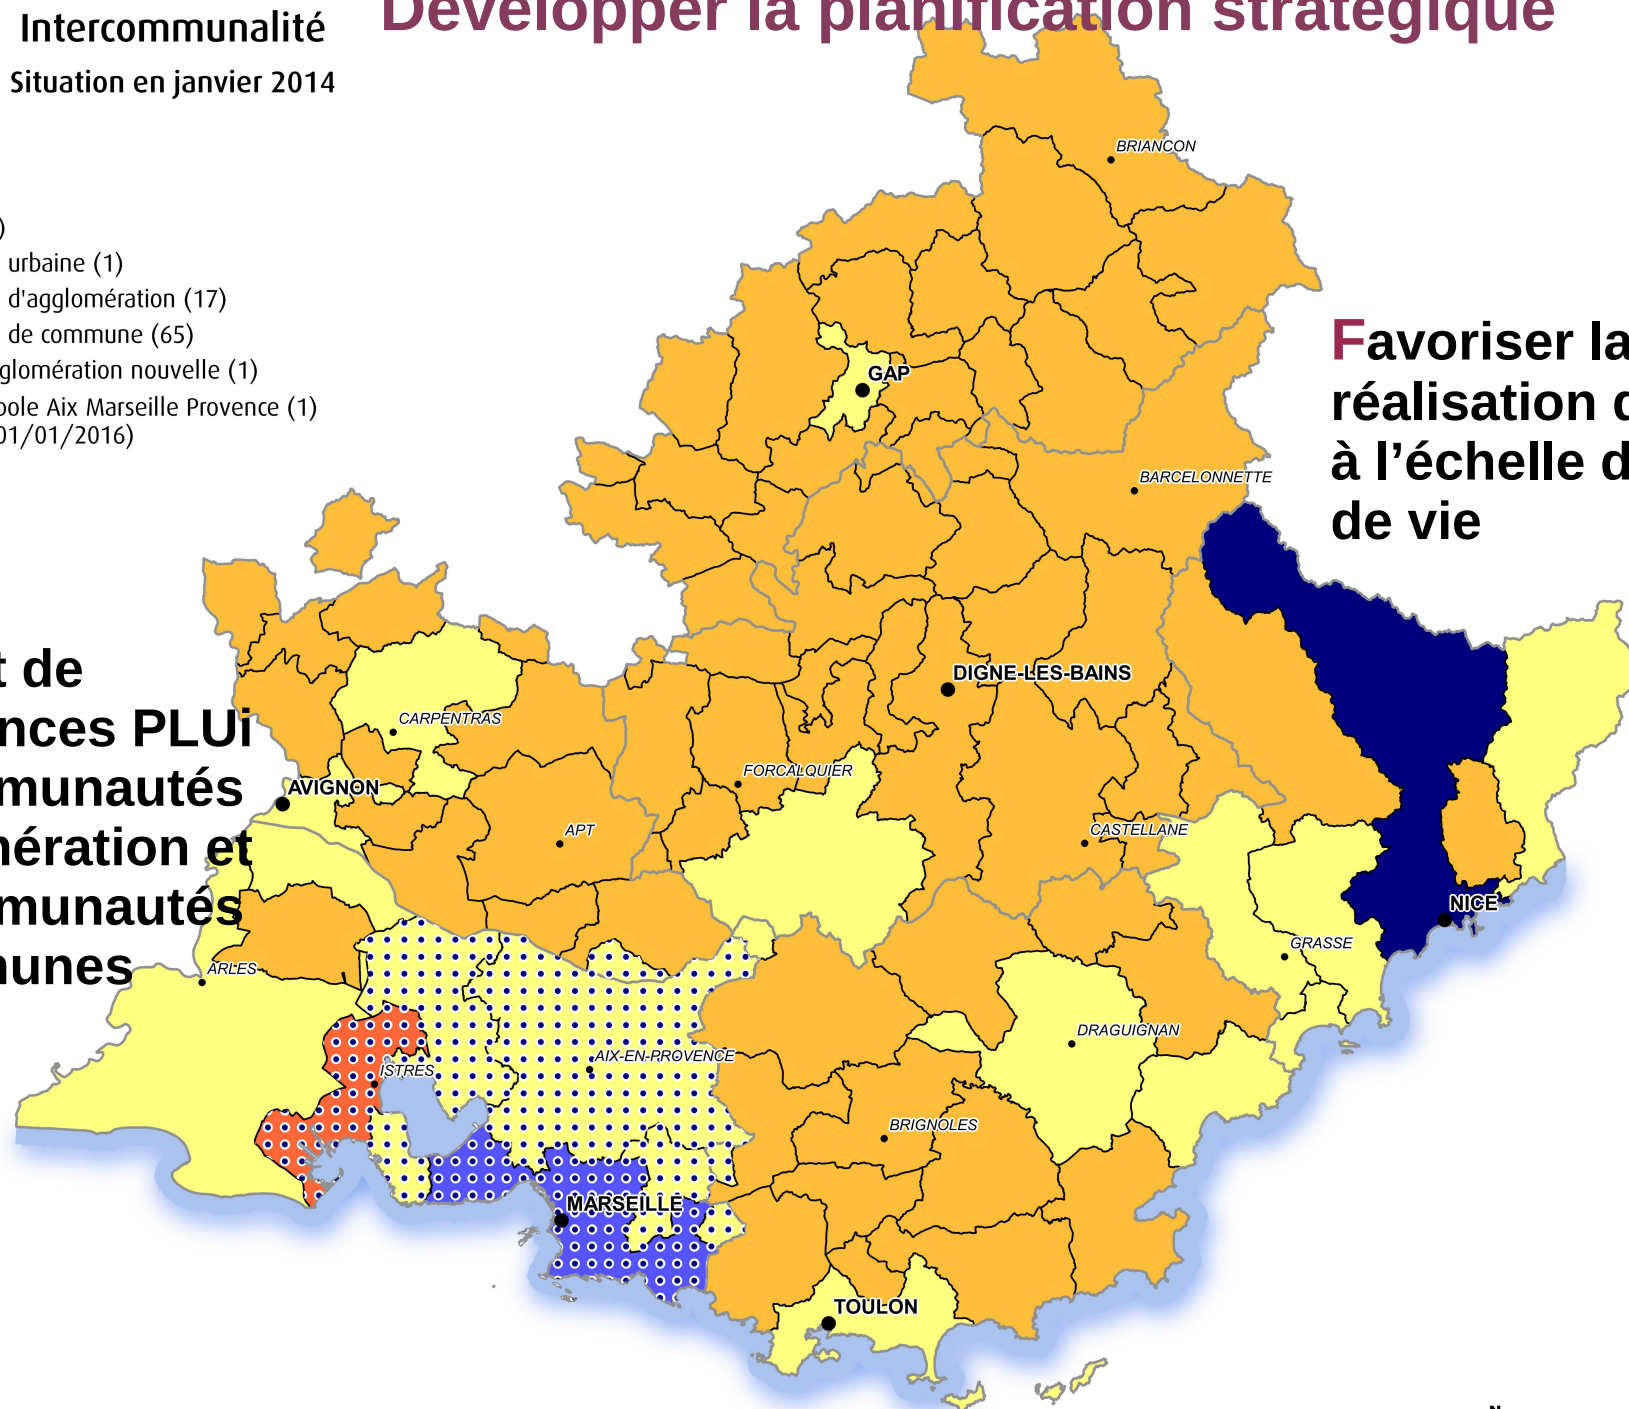 Développer la planification stratégique
Intercommunalité
Situation en janvier 2014
)
urbaine (1)
d'agglomération (17)
de commune (65)
glomération nouvelle (1)
pole Aix Marseille Provence (1)
01/01/2016)
Favoriser la
réalisation d
à l'échelle d
de vie
t de
nces PLUi
munautés
nération et
munautés
munes
BRIANCON
GAP
BARCELONNETTE
DIGNE-LES-BAINS
CARPENTRAS
AVIGNON
FORCALQUIER
APT
CASTELLANE
NICE
GRASSE
ARLES
DRAGUIGNAN
AIX-EN-PROVENCE
ISTRES
BRIGNOLES
MARSEILLE
TOULON
N